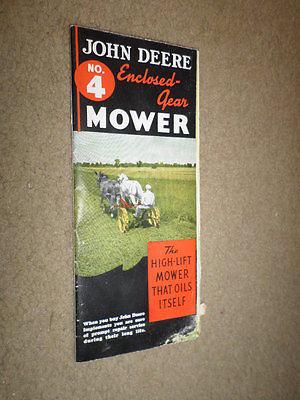 JOHN DEERE
NO.
4
Enclosed-
Gear
MOWER
The
HIGH-LIFT
MOWER
THAT OILS
ITSELF
When you buy John Deere
Implements you are sure
of prompt repair service
during their long life.